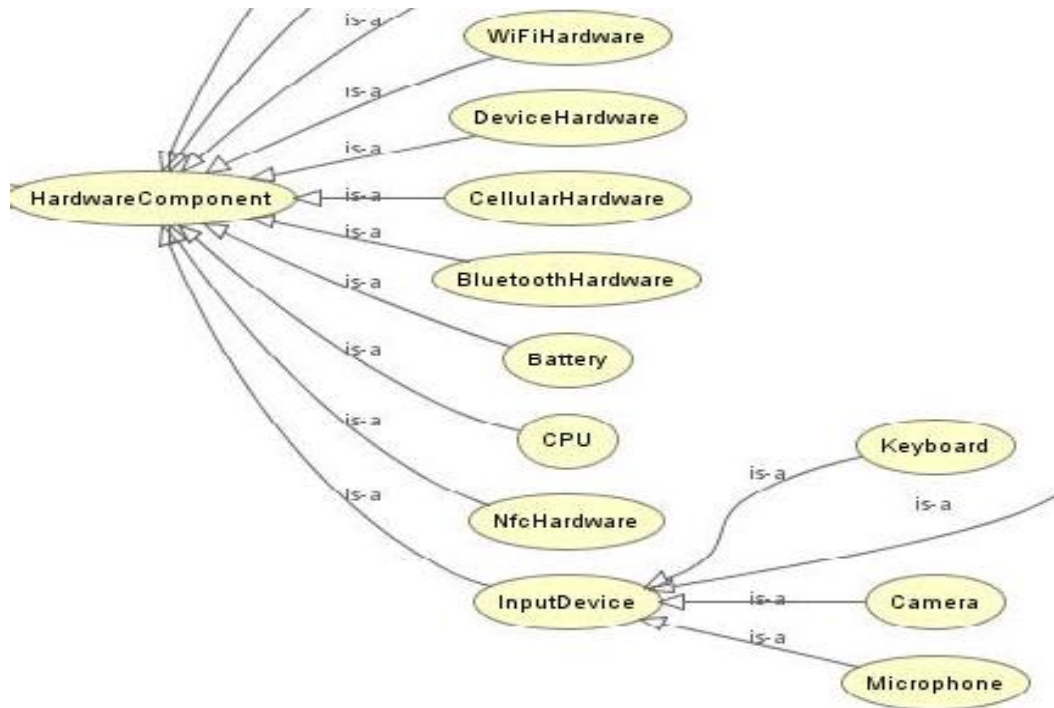 is-a
WiFiHardware
is-a
DeviceHardware
is-a
HardwareComponent
is-a
CellularHardware
is-a
BluetoothHardware
is-a
Battery
is-a
CPU
is-a
Keyboard
is-a
is-a
NfcHardware
is-a
InputDevice
is-a
Camera
is-a
Microphone
is-a